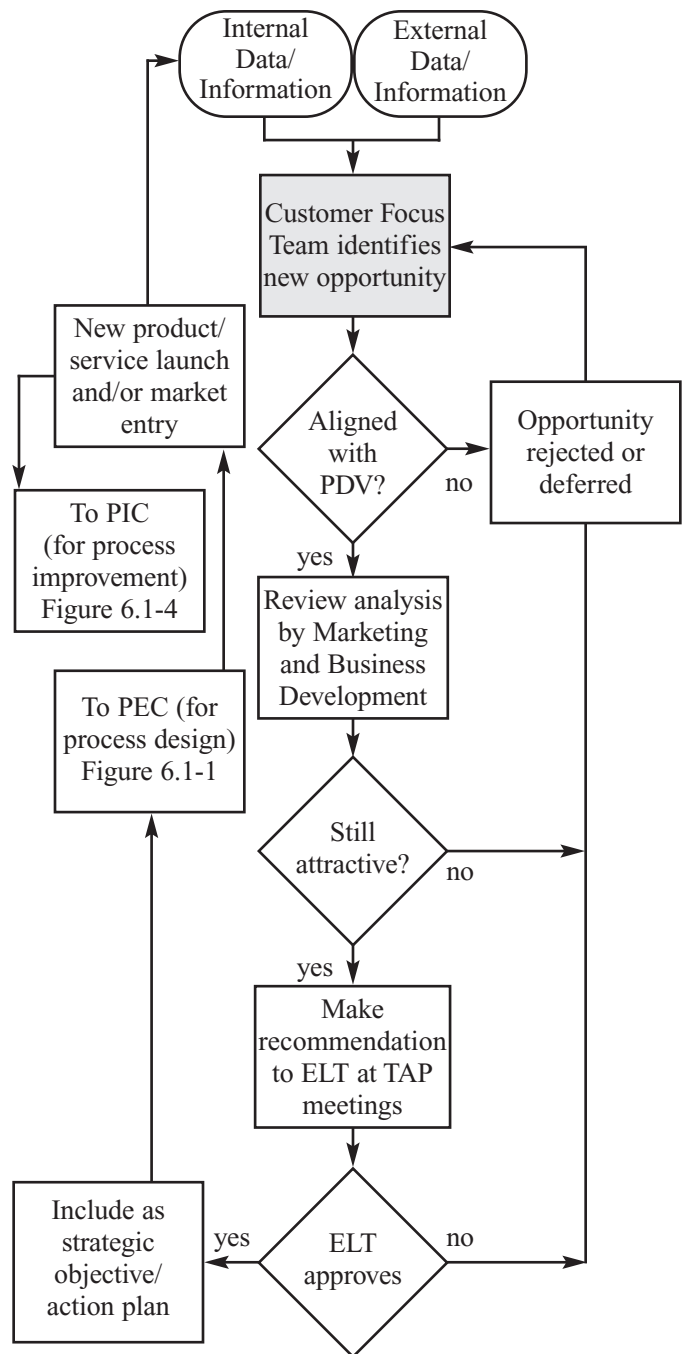 Internal
Data/
Information
External
Data/
Information
Customer Focus
Team identifies
new opportunity
New product/
service launch
and/or market
entry
Aligned
with
PDV?
no
Opportunity
rejected or
deferred
To PIC
(for process
improvement)
Figure 6.1-4
yes
Review analysis
by Marketing
and Business
Development
To PEC (for
process design)
Figure 6.1-1
Still
attractive?
no
yes
Make
recommendation
to ELT at TAP
meetings
Include as
strategic
objective/
action plan
yes
ELT
approves
no